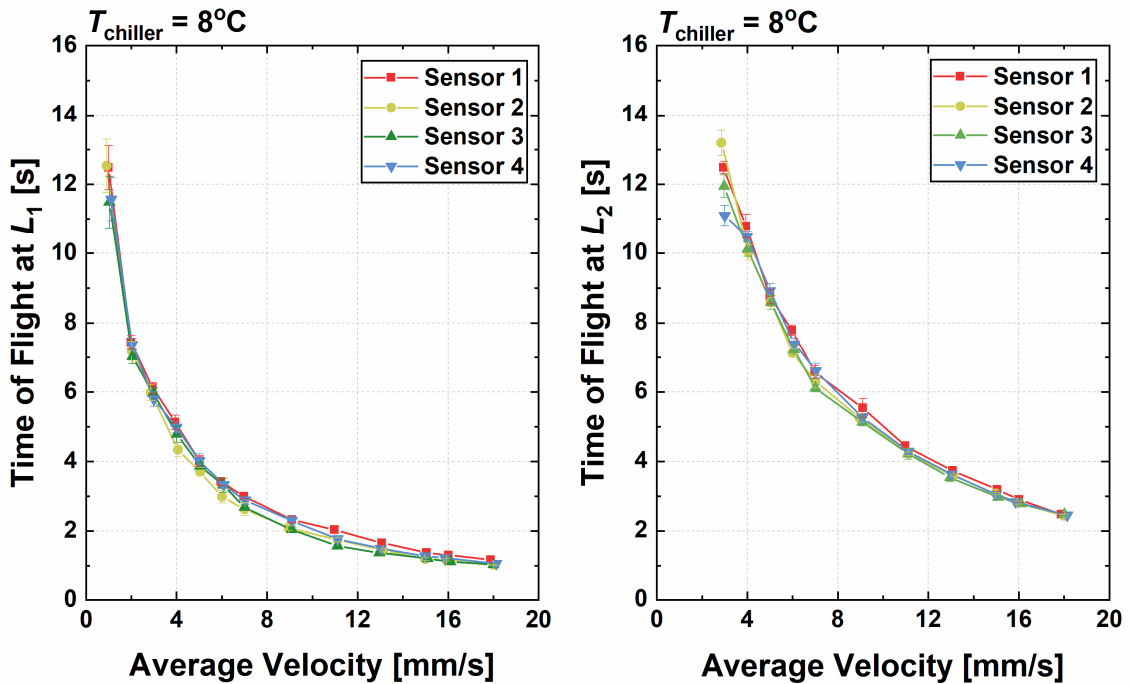 T_chiller = 8°C
16
14
12
10
8
6
4
2
0
Time of Flight at L_1 [s]
Sensor 1
Sensor 2
Sensor 3
Sensor 4
0 4 8 12 16 20
Average Velocity [mm/s]
T_chiller = 8°C
16
14
12
10
8
6
4
2
0
Time of Flight at L_2 [s]
Sensor 1
Sensor 2
Sensor 3
Sensor 4
0 4 8 12 16 20
Average Velocity [mm/s]